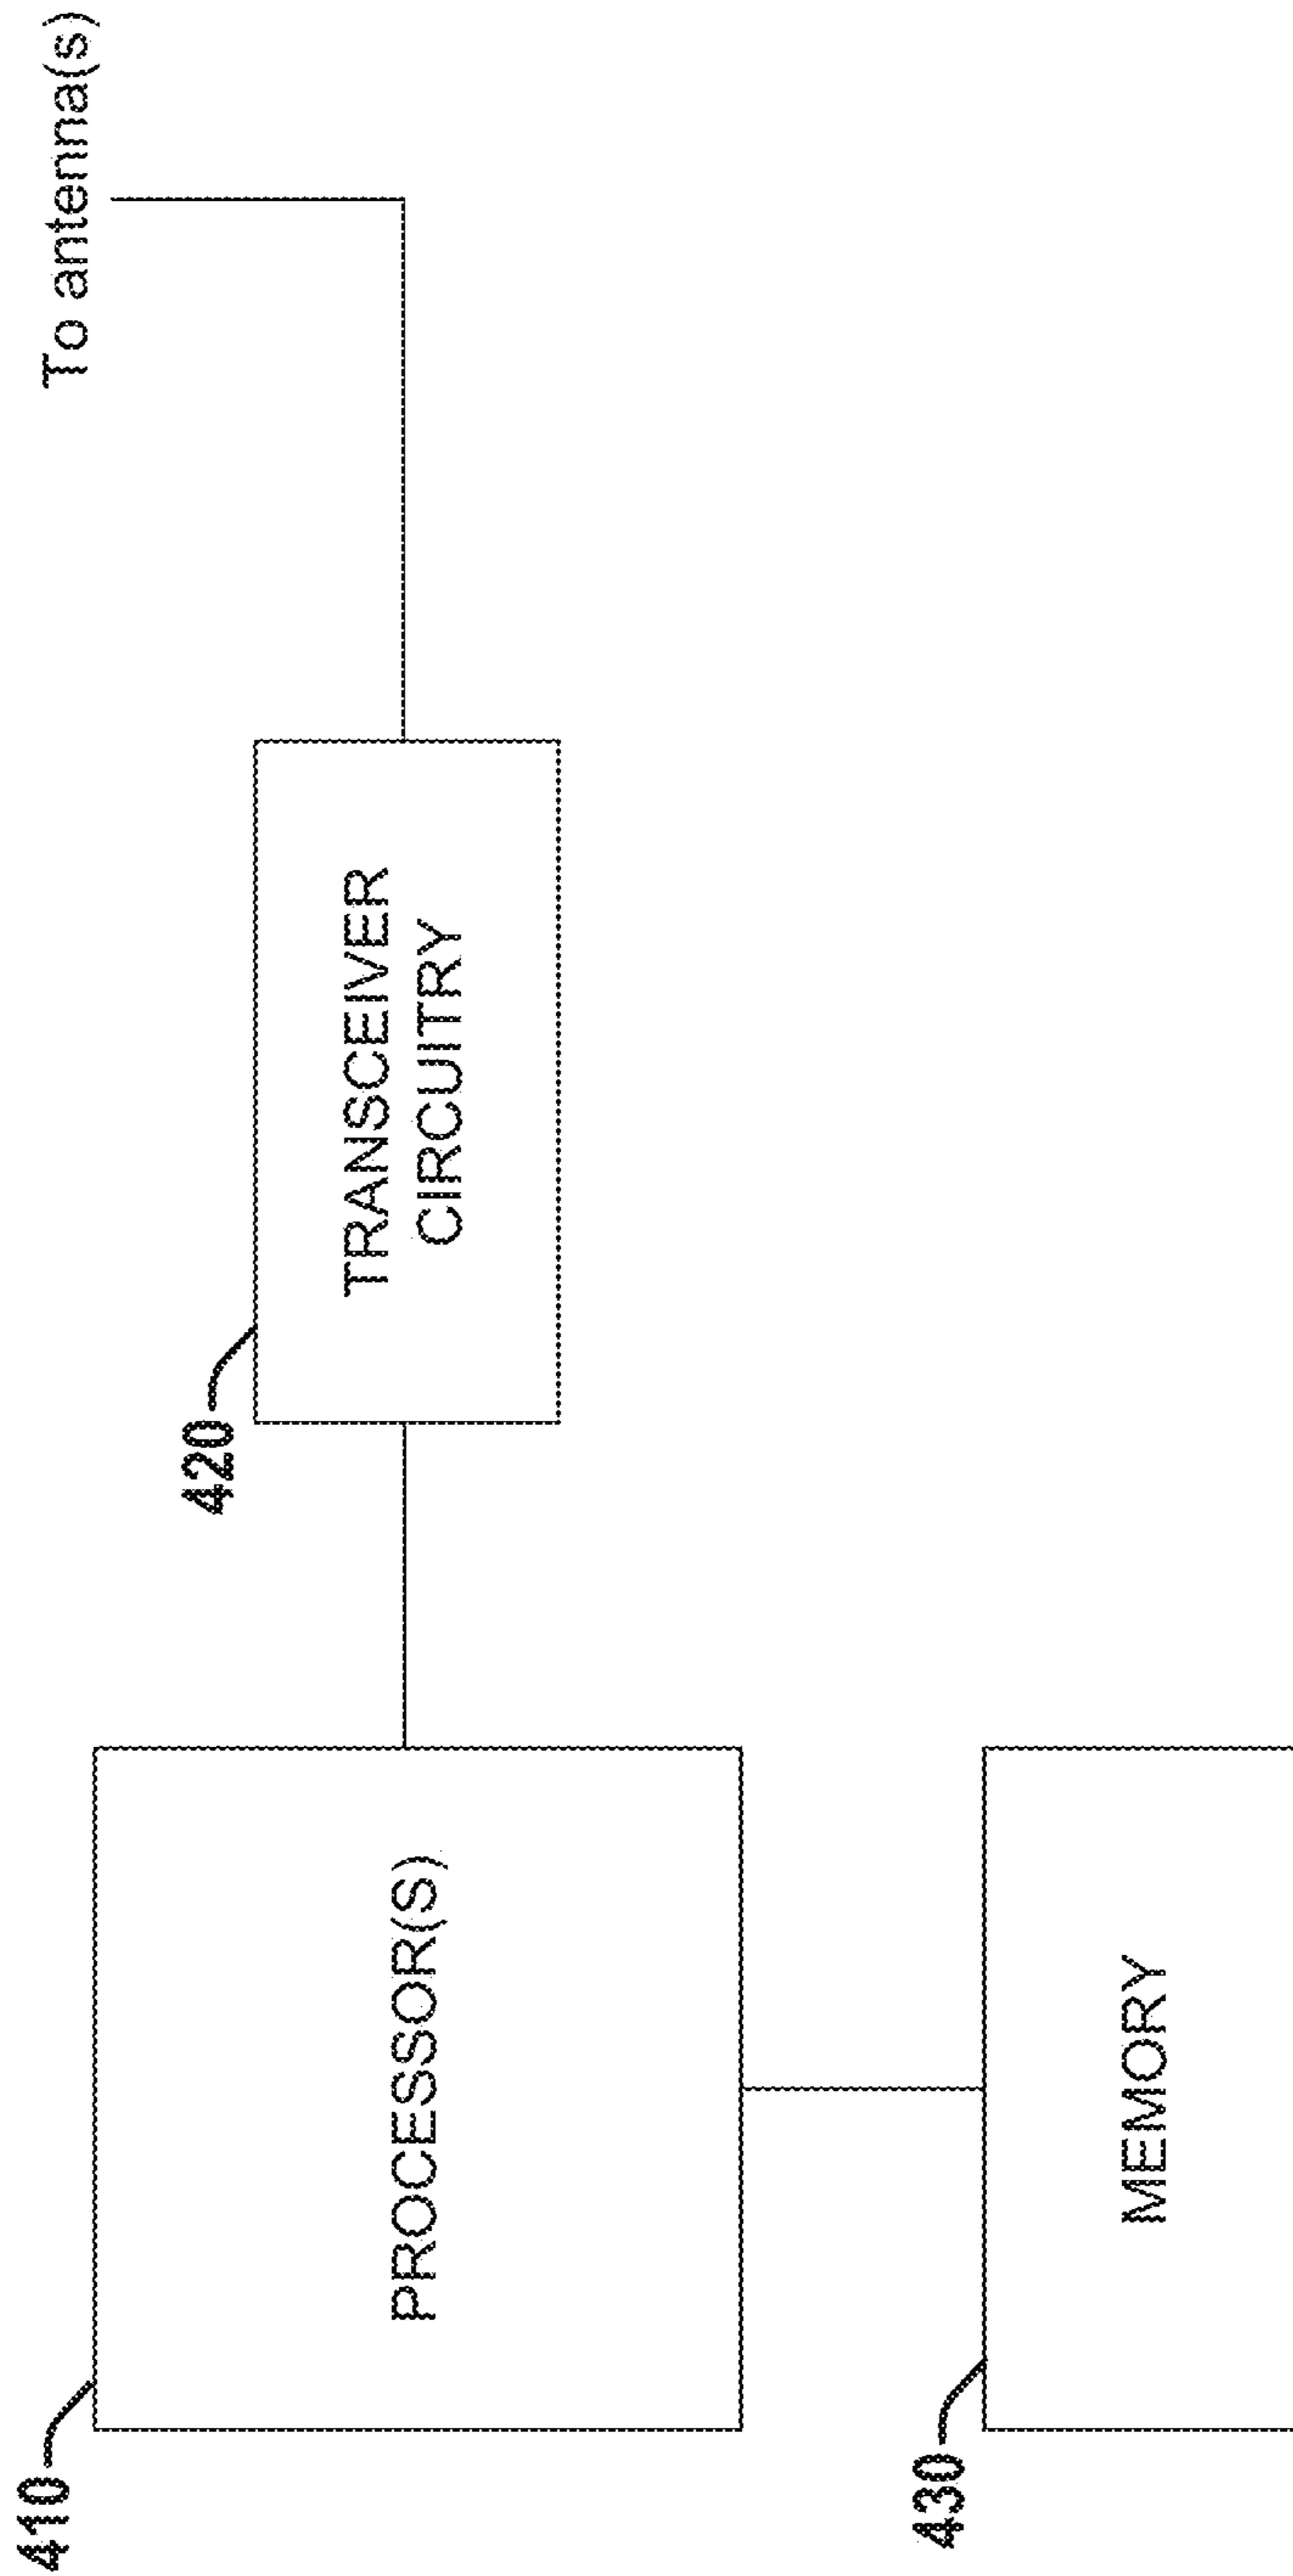 To antenna(s)
420
TRANSCEIVER
CIRCUITRY
410
PROCESSOR(S)
430
MEMORY